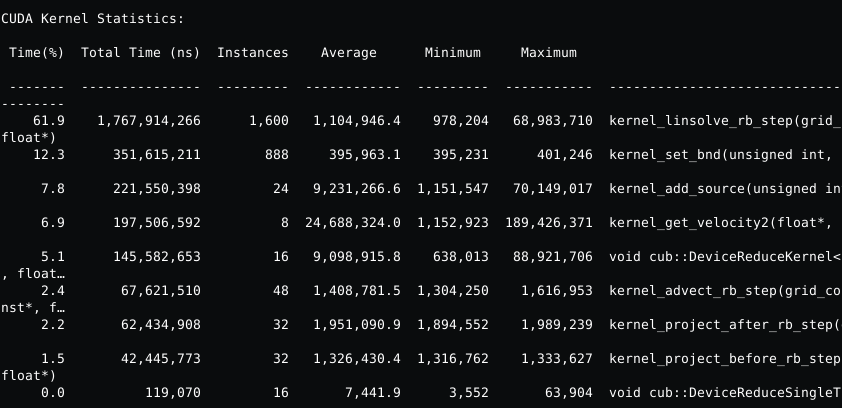 CUDA Kernel Statistics:
Time(%)  Total Time (ns)  Instances    Average      Minimum     Maximum
-------  ---------------  ---------  ------------  ---------  -----------  -----------------------------
--------
61.9    1,767,914,266      1,600   1,104,946.4    978,204   68,983,710  kernel_linsolve_rb_step(grid_
float*)
12.3      351,615,211        888     395,963.1    395,231      401,246  kernel_set_bnd(unsigned int,
7.8      221,550,398         24   9,231,266.6  1,151,547   70,149,017  kernel_add_source(unsigned in
6.9      197,506,592          8  24,688,324.0  1,152,923  189,426,371  kernel_get_velocity2(float*,
5.1      145,582,653         16   9,098,915.8    638,013   88,921,706  void cub::DeviceReduceKernel<
, float…
2.4       67,621,510         48   1,408,781.5  1,304,250    1,616,953  kernel_advect_rb_step(grid_co
nst*, f…
2.2       62,434,908         32   1,951,090.9  1,894,552    1,989,239  kernel_project_after_rb_step(
1.5       42,445,773         32   1,326,430.4  1,316,762    1,333,627  kernel_project_before_rb_step
float*)
0.0          119,070         16       7,441.9      3,552       63,904  void cub::DeviceReduceSingleT